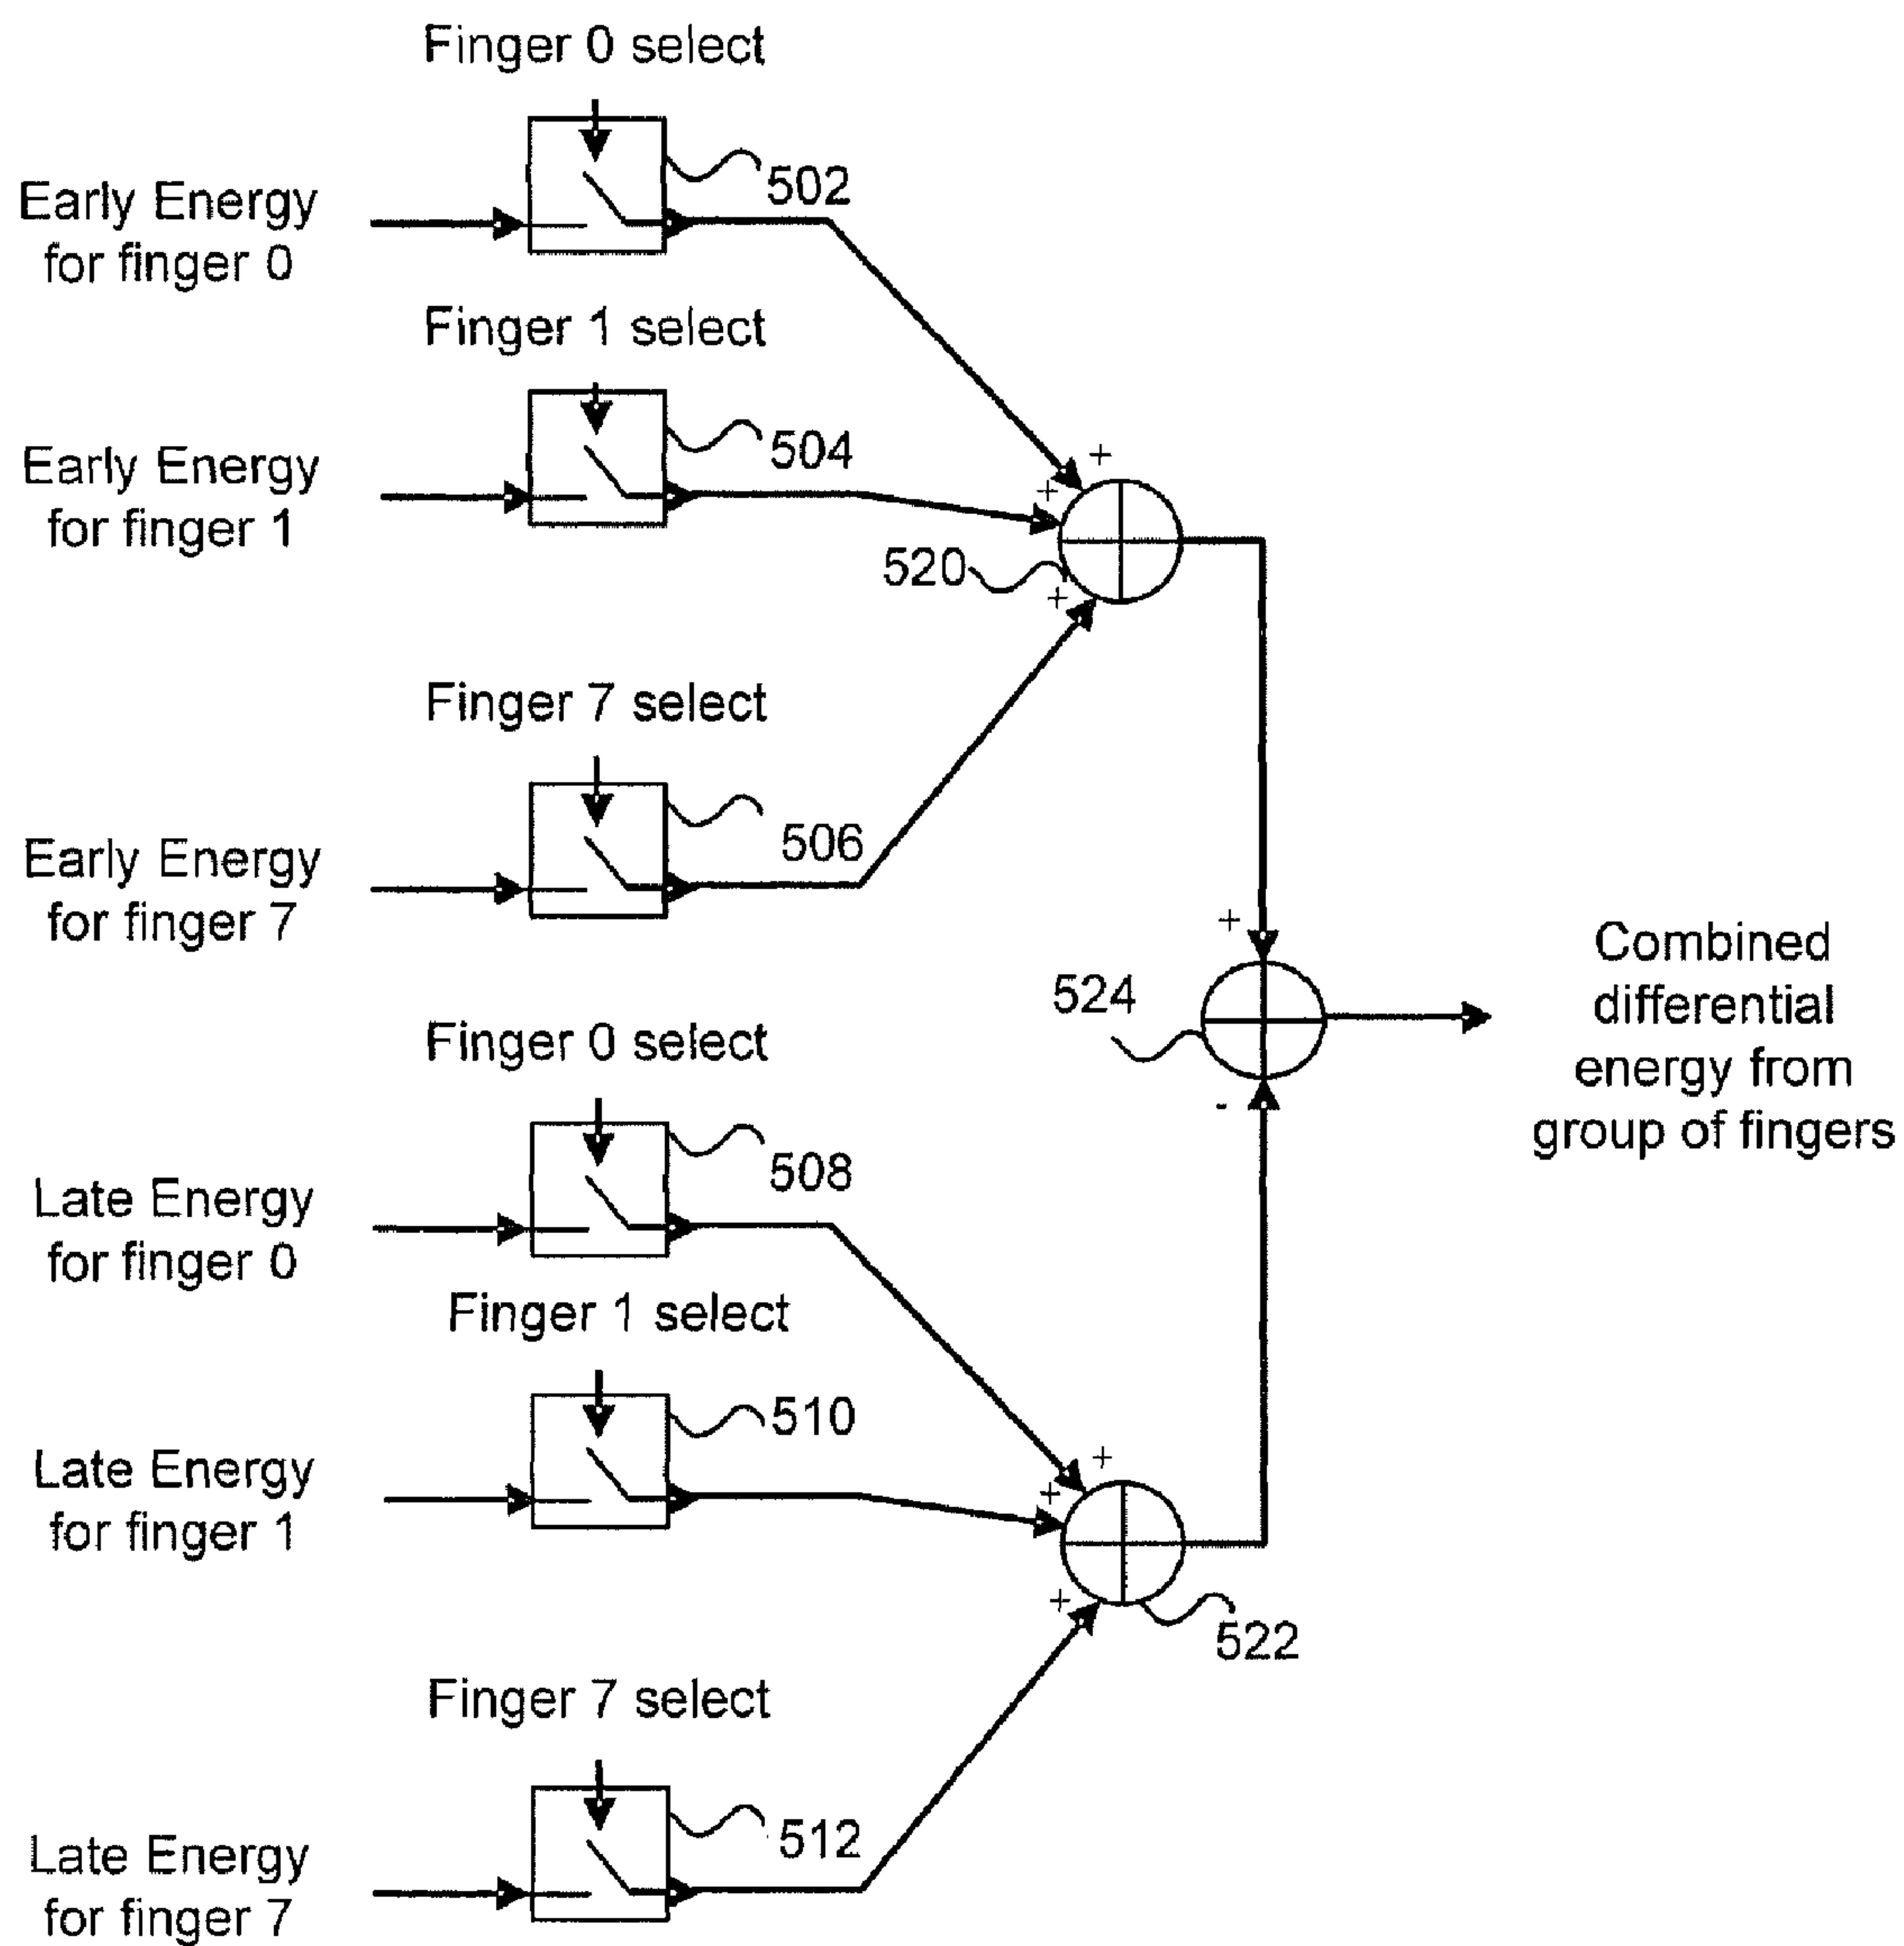 Finger 0 select
502
Early Energy
for finger 0
Finger 1 select
504
Early Energy
for finger 1
+
+
520
+
Finger 7 select
506
Early Energy
for finger 7
+
524
-
Combined
differential
energy from
group of fingers
Finger 0 select
508
Late Energy
for finger 0
Finger 1 select
510
Late Energy
for finger 1
+
+
+
522
Finger 7 select
512
Late Energy
for finger 7